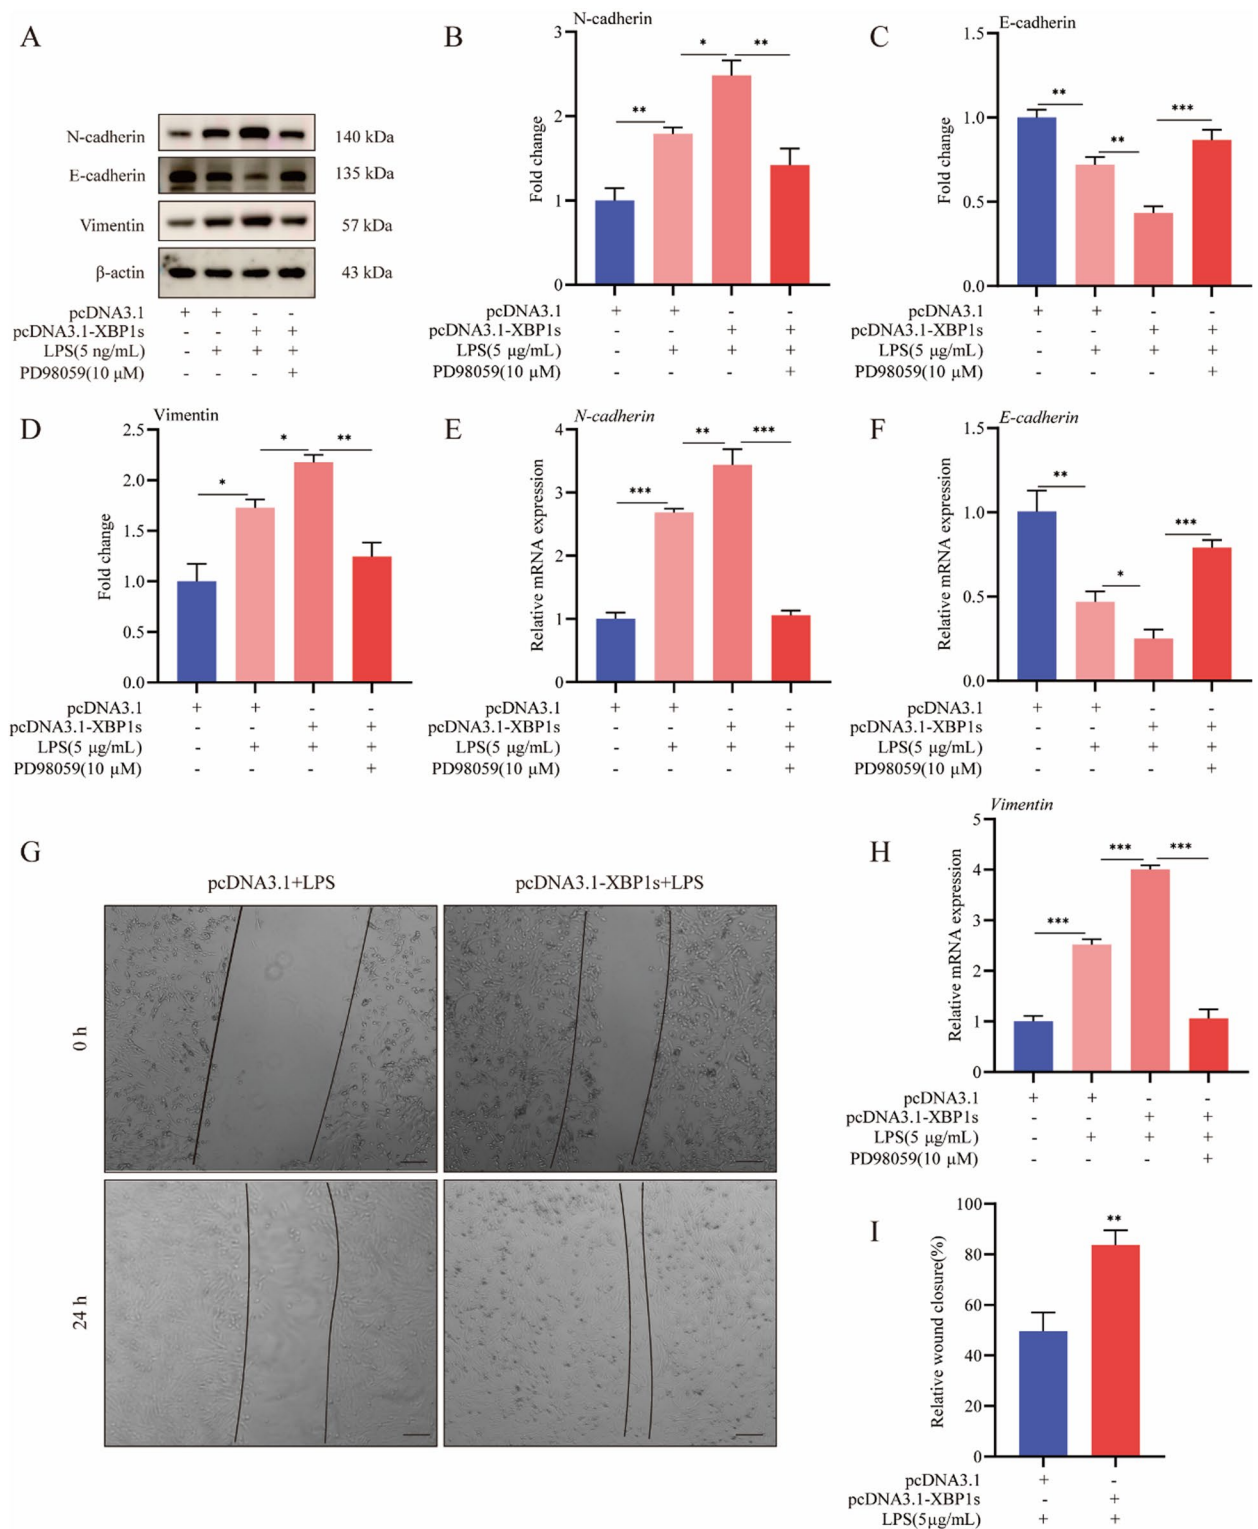 A
N-cadherin 140 kDa
E-cadherin 135 kDa
Vimentin 57 kDa
β-actin 43 kDa
pcDNA3.1 + + - -
pcDNA3.1-XBP1s - - + +
LPS(5 ng/mL) - + + +
PD98059(10 μM) - - - +
B
N-cadherin
Fold change
3
2
1
0
** * **
pcDNA3.1 + + - -
pcDNA3.1-XBP1s - - + +
LPS(5 μg/mL) - + + +
PD98059(10 μM) - - - +
C
E-cadherin
Fold change
1.5
1.0
0.5
0.0
** ** ***
pcDNA3.1 + + - -
pcDNA3.1-XBP1s - - + +
LPS(5 μg/mL) - + + +
PD98059(10 μM) - - - +
D
Vimentin
Fold change
2.5
2.0
1.5
1.0
0.5
0.0
* * **
pcDNA3.1 + + - -
pcDNA3.1-XBP1s - - + +
LPS(5 μg/mL) - + + +
PD98059(10 μM) - - - +
E
N-cadherin
Relative mRNA expression
4
3
2
1
0
*** ** ***
pcDNA3.1 + + - -
pcDNA3.1-XBP1s - - + +
LPS(5 μg/mL) - + + +
PD98059(10 μM) - - - +
F
E-cadherin
Relative mRNA expression
1.5
1.0
0.5
0.0
** * ***
pcDNA3.1 + + - -
pcDNA3.1-XBP1s - - + +
LPS(5 μg/mL) - + + +
PD98059(10 μM) - - - +
G
pcDNA3.1+LPS pcDNA3.1-XBP1s+LPS
0 h
24 h
H
Vimentin
Relative mRNA expression
5
4
3
2
1
0
*** *** ***
pcDNA3.1 + + - -
pcDNA3.1-XBP1s - - + +
LPS(5 μg/mL) - + + +
PD98059(10 μM) - - - +
I
Relative wound closure(%)
100
80
60
40
20
0
**
pcDNA3.1 + -
pcDNA3.1-XBP1s - +
LPS(5μg/mL) + +